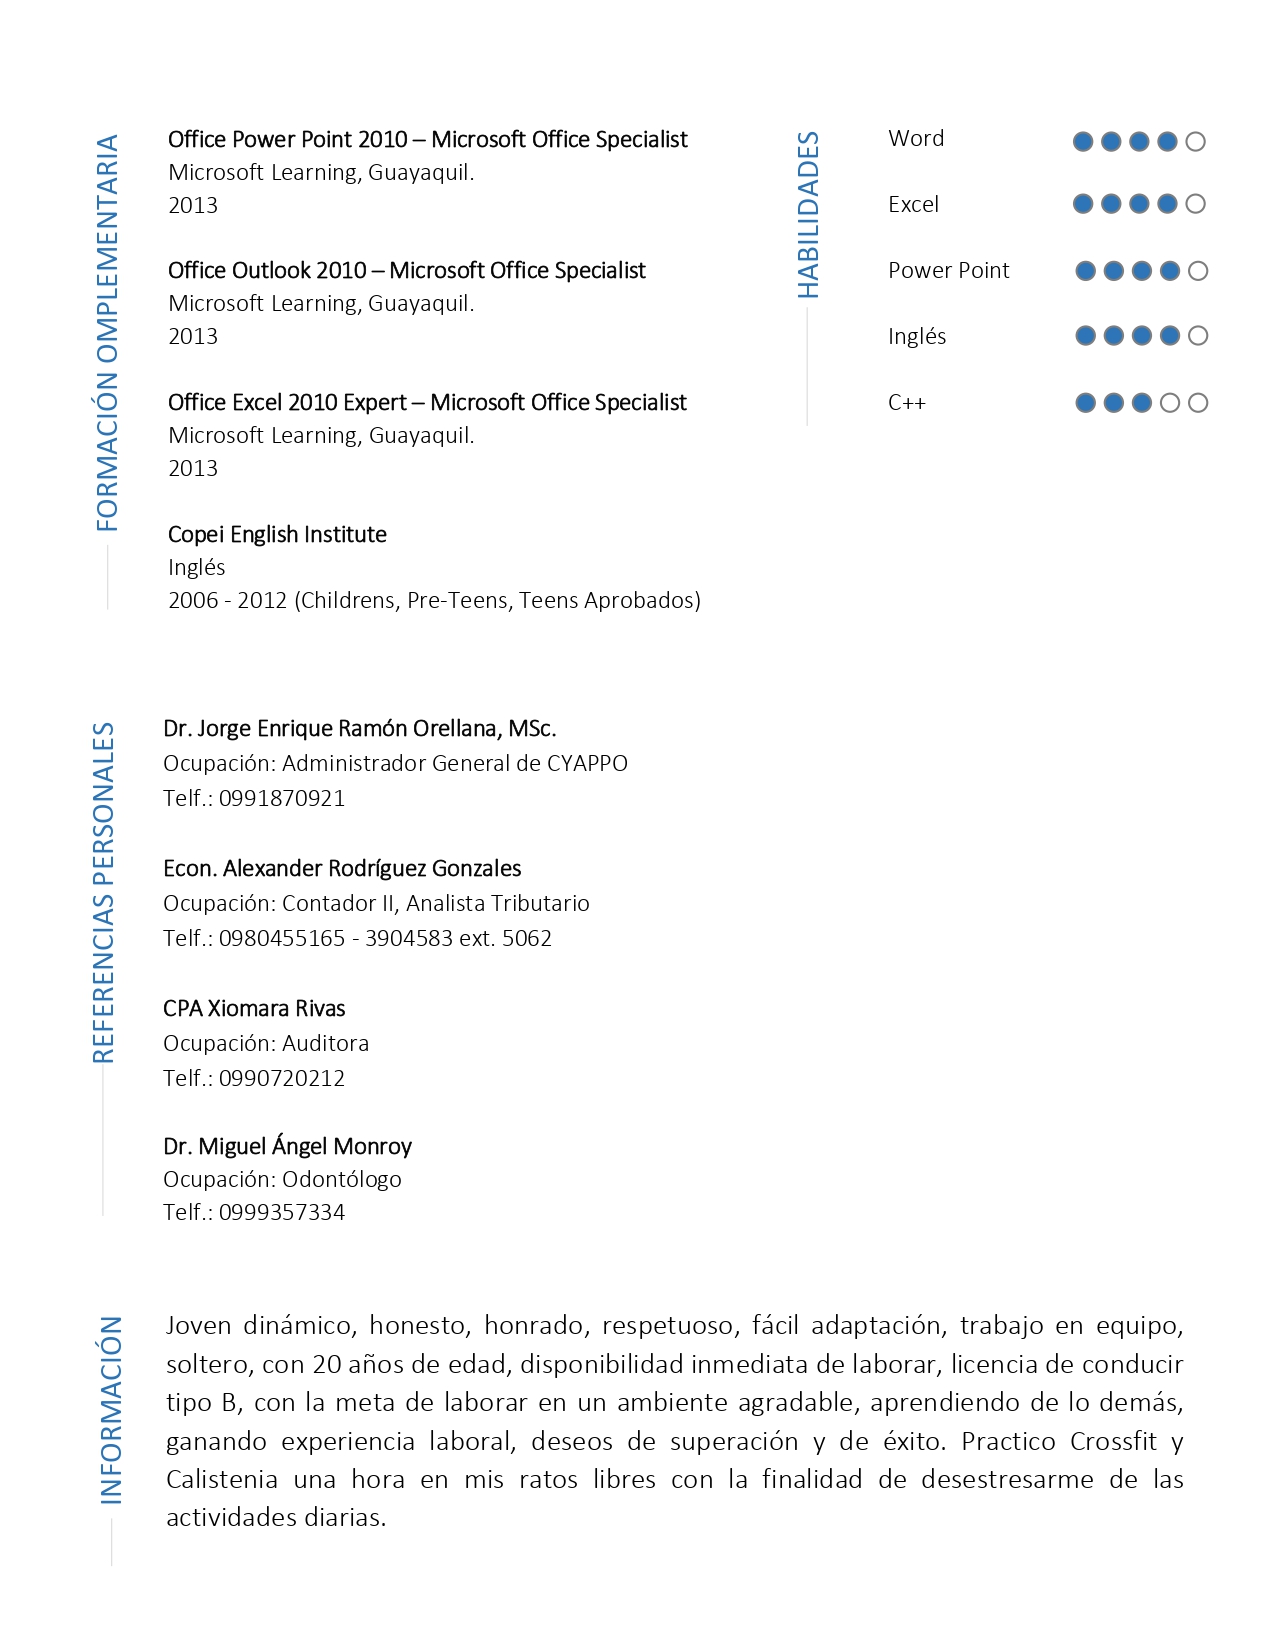 FORMACIÓN OMPLEMENTARIA
Office Power Point 2010 – Microsoft Office Specialist
Microsoft Learning, Guayaquil.
2013
Office Outlook 2010 – Microsoft Office Specialist
Microsoft Learning, Guayaquil.
2013
Office Excel 2010 Expert – Microsoft Office Specialist
Microsoft Learning, Guayaquil.
2013
Copei English Institute
Inglés
2006 - 2012 (Childrens, Pre-Teens, Teens Aprobados)
HABILIDADES
Word
Excel
Power Point
Inglés
C++
REFERENCIAS PERSONALES
Dr. Jorge Enrique Ramón Orellana, MSc.
Ocupación: Administrador General de CYAPPO
Telf.: 0991870921
Econ. Alexander Rodríguez Gonzales
Ocupación: Contador II, Analista Tributario
Telf.: 0980455165 - 3904583 ext. 5062
CPA Xiomara Rivas
Ocupación: Auditora
Telf.: 0990720212
Dr. Miguel Ángel Monroy
Ocupación: Odontólogo
Telf.: 0999357334
INFORMACIÓN
Joven dinámico, honesto, honrado, respetuoso, fácil adaptación, trabajo en equipo,
soltero, con 20 años de edad, disponibilidad inmediata de laborar, licencia de conducir
tipo B, con la meta de laborar en un ambiente agradable, aprendiendo de lo demás,
ganando experiencia laboral, deseos de superación y de éxito. Practico Crossfit y
Calistenia una hora en mis ratos libres con la finalidad de desestresarme de las
actividades diarias.